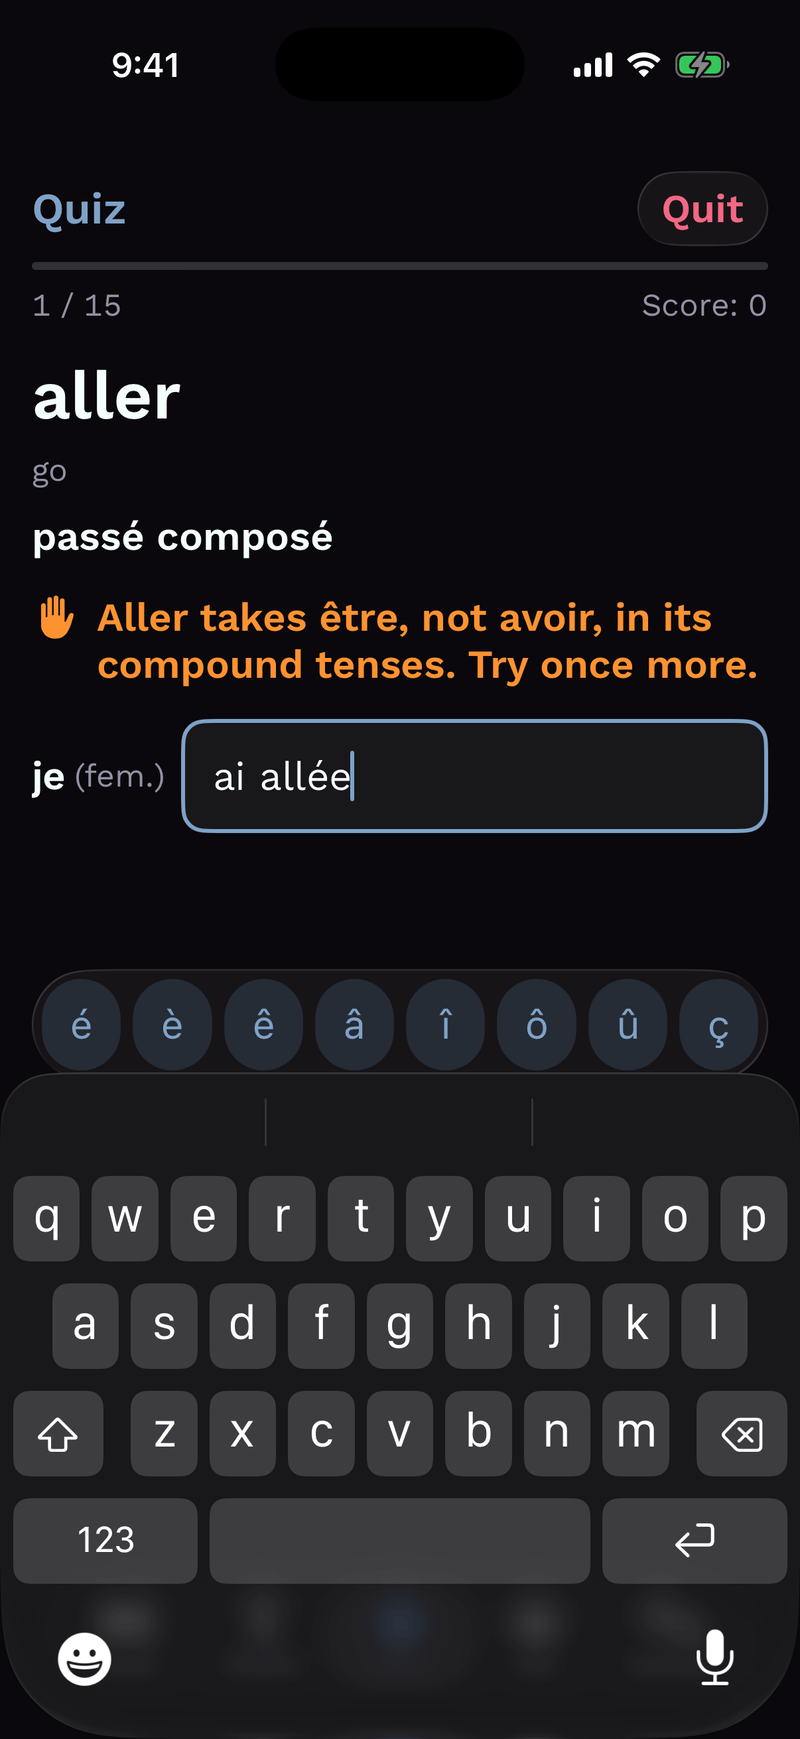 9:41
Quiz
Quit
1 / 15
Score: 0
aller
go
passé composé
Aller takes être, not avoir, in its
compound tenses. Try once more.
je (fem.)
ai allée
é è ê â î ô û ç
q w e r t y u i o p
a s d f g h j k l
z x c v b n m
123